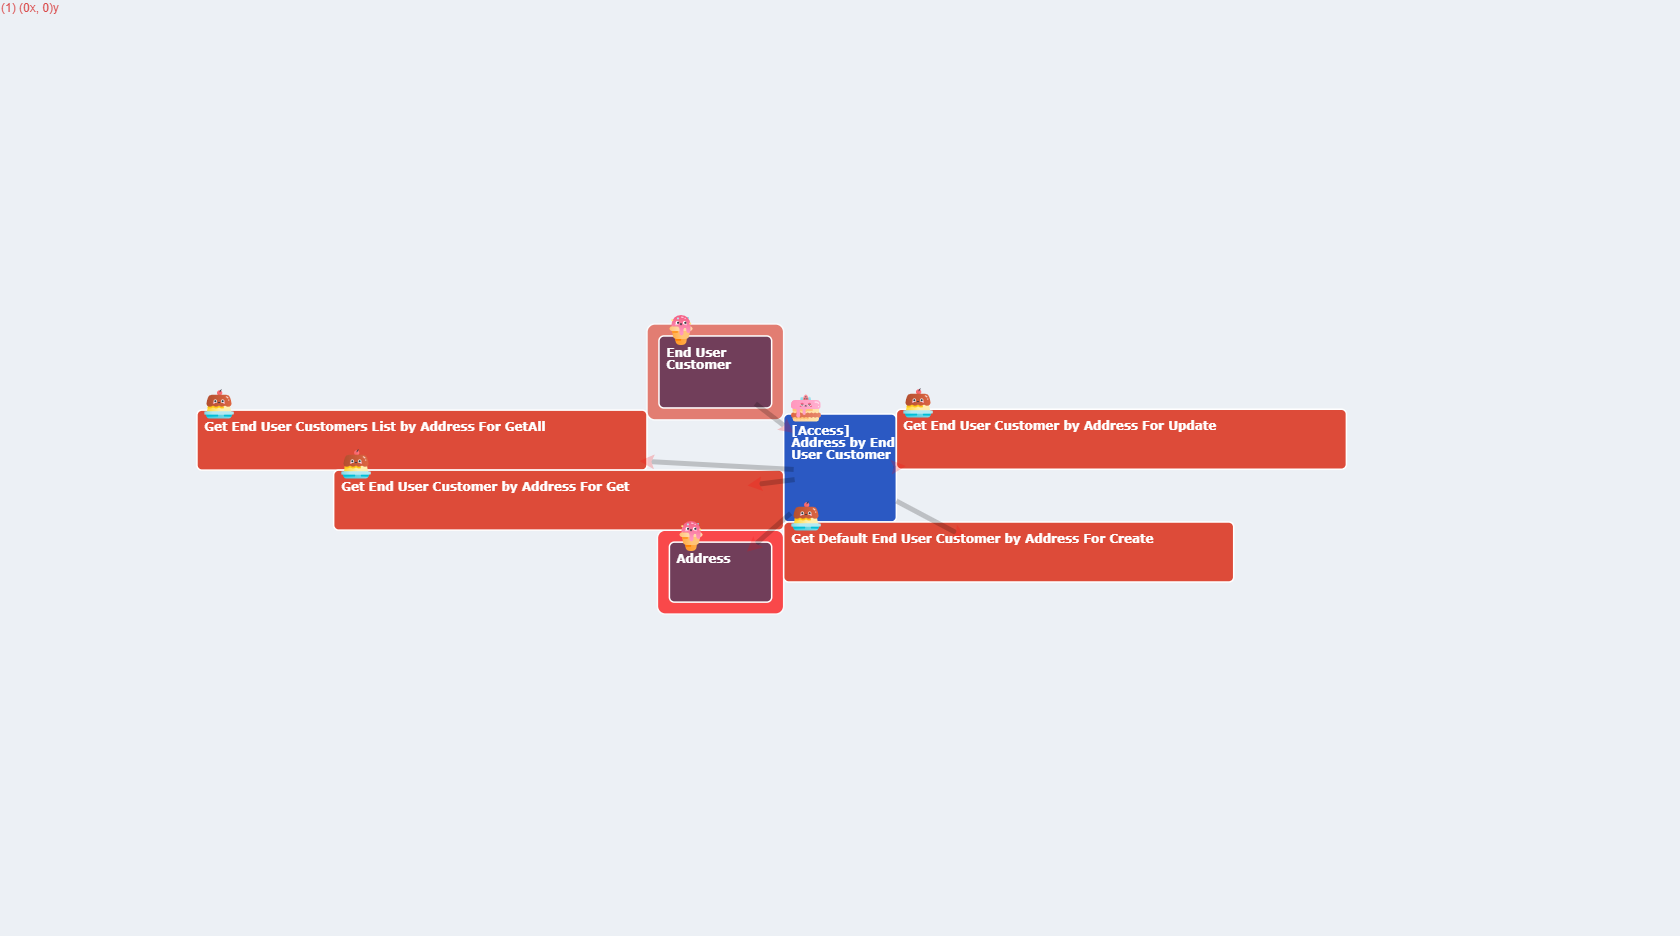 (1) (0x, 0)y
End User
Customer
Get End User Customers List by Address For GetAll
[Access]
Address by End
User Customer
Get End User Customer by Address For Update
Get End User Customer by Address For Get
Get Default End User Customer by Address For Create
Address